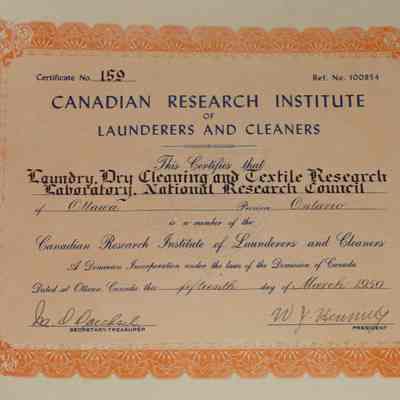 Certificate No. 159 Ref. No. 100854
CANADIAN RESEARCH INSTITUTE
OF
LAUNDERERS AND CLEANERS
This Certifies that
Laundry, Dry Cleaning and Textile Research
Laboratory, National Research Council
of Ottawa Province Ontario
is a member of the
Canadian Research Institute of Launderers and Cleaners
A Dominion Incorporation under the laws of the Dominion of Canada
Dated at Ottawa, Canada this fifteenth day of March 1950
SECRETARY-TREASURER PRESIDENT